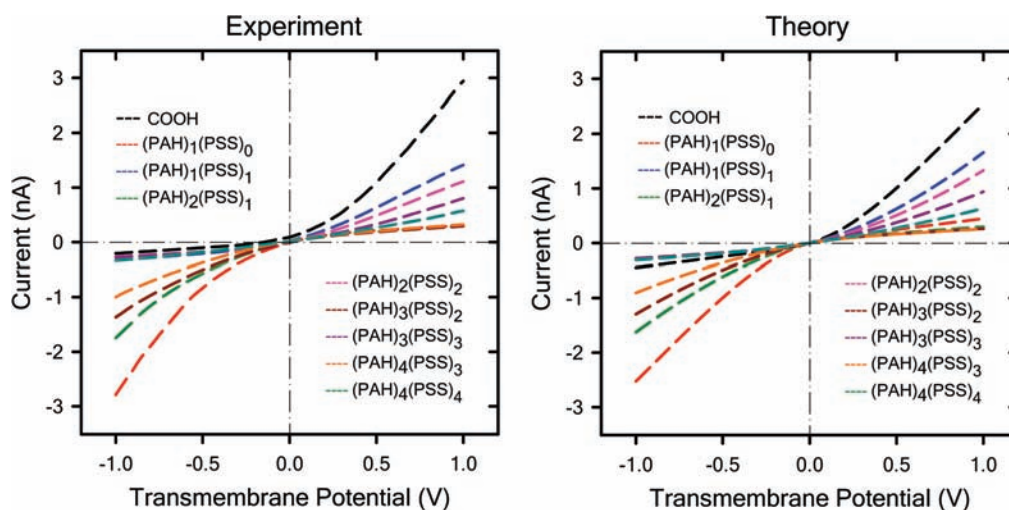 Experiment
Current (nA)
3
2
1
0
-1
-2
-3
COOH
(PAH)1(PSS)0
(PAH)1(PSS)1
(PAH)2(PSS)1
(PAH)2(PSS)2
(PAH)3(PSS)2
(PAH)3(PSS)3
(PAH)4(PSS)3
(PAH)4(PSS)4
-1.0 -0.5 0.0 0.5 1.0
Transmembrane Potential (V)
Theory
Current (nA)
3
2
1
0
-1
-2
-3
COOH
(PAH)1(PSS)0
(PAH)1(PSS)1
(PAH)2(PSS)1
(PAH)2(PSS)2
(PAH)3(PSS)2
(PAH)3(PSS)3
(PAH)4(PSS)3
(PAH)4(PSS)4
-1.0 -0.5 0.0 0.5 1.0
Transmembrane Potential (V)